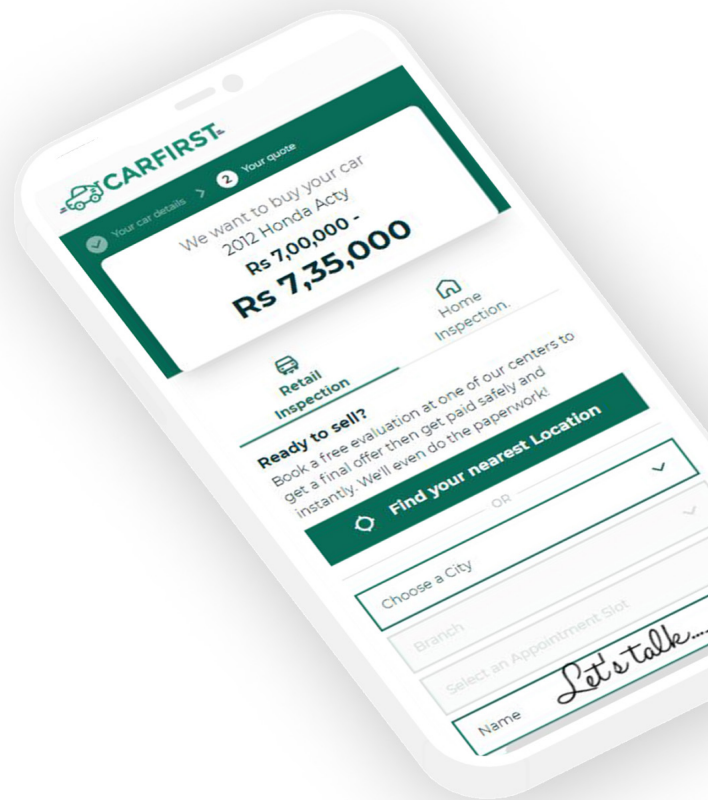 CARFIRST
Your car details
2 Your quote
We want to buy your car
2012 Honda Acty
Rs 7,00,000 -
Rs 7,35,000
Retail
Inspection
Home
Inspection.
Ready to sell?
Book a free evaluation at one of our centers to
get a final offer then get paid safely and
instantly. We'll even do the paperwork!
Find your nearest Location
OR
Choose a City
Branch
Select an Appointment Slot
Name
Let's talk....